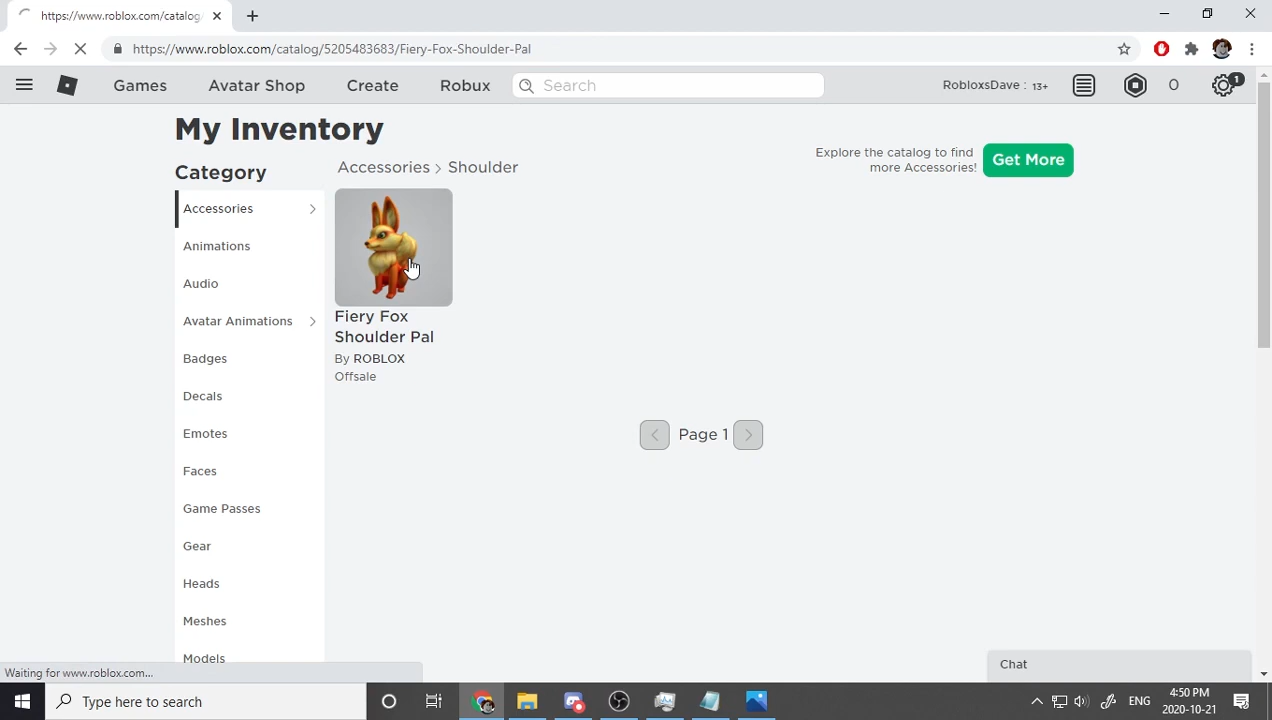 https://www.roblox.com/catalog/
https://www.roblox.com/catalog/5205483683/Fiery-Fox-Shoulder-Pal
Games Avatar Shop Create Robux Search RobloxsDave : 13+ 0 1
My Inventory
Explore the catalog to find
more Accessories!
Get More
Category
Accessories > Shoulder
Accessories
Animations
Audio
Avatar Animations
Badges
Decals
Emotes
Faces
Game Passes
Gear
Heads
Meshes
Models
Fiery Fox
Shoulder Pal
By ROBLOX
Offsale
Page 1
Chat
Waiting for www.roblox.com...
Type here to search
ENG
4:50 PM
2020-10-21